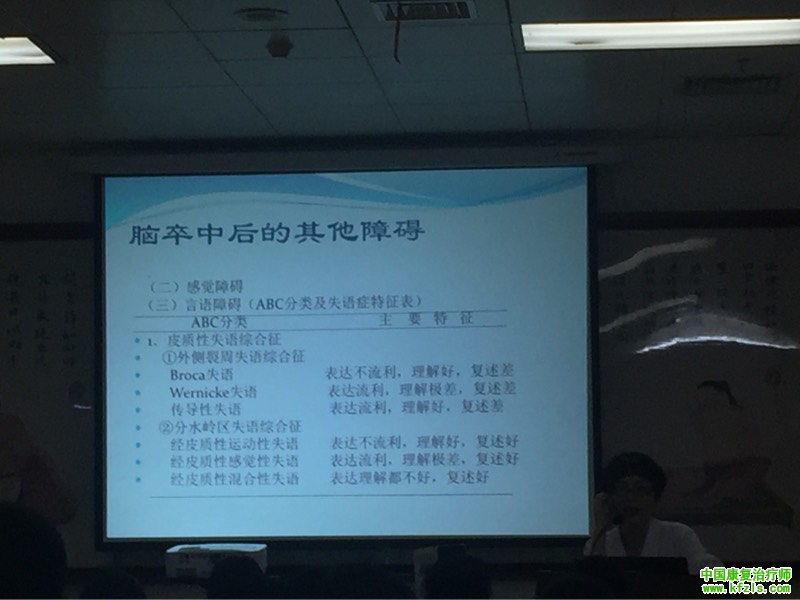 脑卒中后的其他障碍
（二）感觉障碍
（三）言语障碍（ABC分类及失语症特征表）
ABC分类 主 要 特 征
1、皮质性失语综合征
①外侧裂周失语综合征
Broca失语 表达不流利，理解好，复述差
Wernicke失语 表达流利，理解极差，复述差
传导性失语 表达流利，理解好，复述差
②分水岭区失语综合征
经皮质性运动性失语 表达不流利，理解好，复述好
经皮质性感觉性失语 表达流利，理解极差，复述好
经皮质性混合性失语 表达理解都不好，复述好
中国康复治疗师
www.kfzls.com